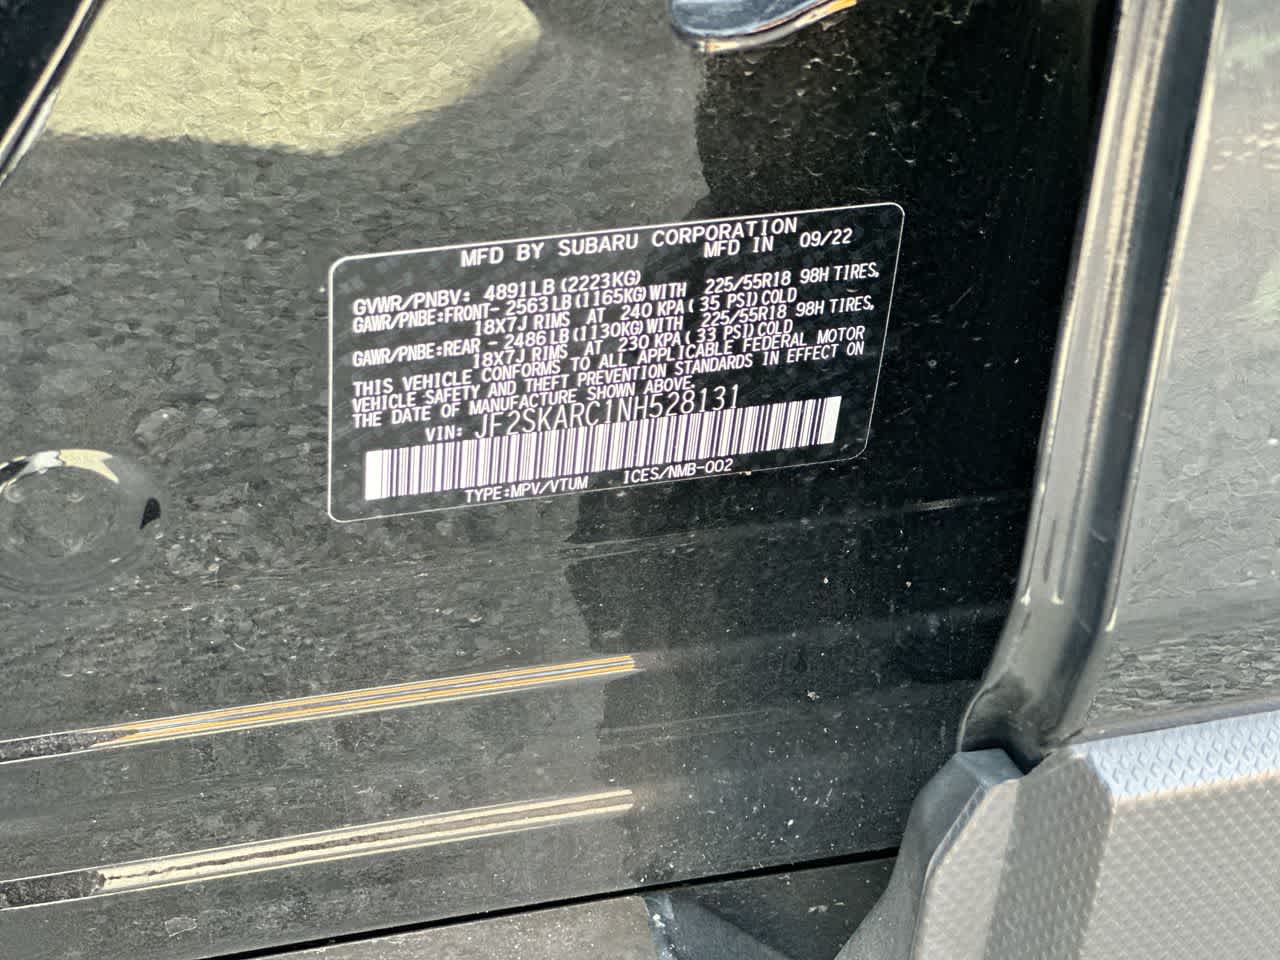 MFD BY SUBARU CORPORATION
MFD IN 09/22
GVWR/PNBV: 4891LB(2223KG)
GAWR/PNBE:FRONT- 2563LB(1165KG)WITH 225/55R18 98H TIRES,
18X7J RIMS AT 240 KPA( 35 PSI)COLD
GAWR/PNBE:REAR - 2486LB(1130KG)WITH 225/55R18 98H TIRES,
18X7J RIMS AT 230 KPA( 33 PSI)COLD
THIS VEHICLE CONFORMS TO ALL APPLICABLE FEDERAL MOTOR
VEHICLE SAFETY AND THEFT PREVENTION STANDARDS IN EFFECT ON
THE DATE OF MANUFACTURE SHOWN ABOVE.
VIN: JF2SKARC1NH528131
TYPE:MPV/VTUM ICES/NMB-002